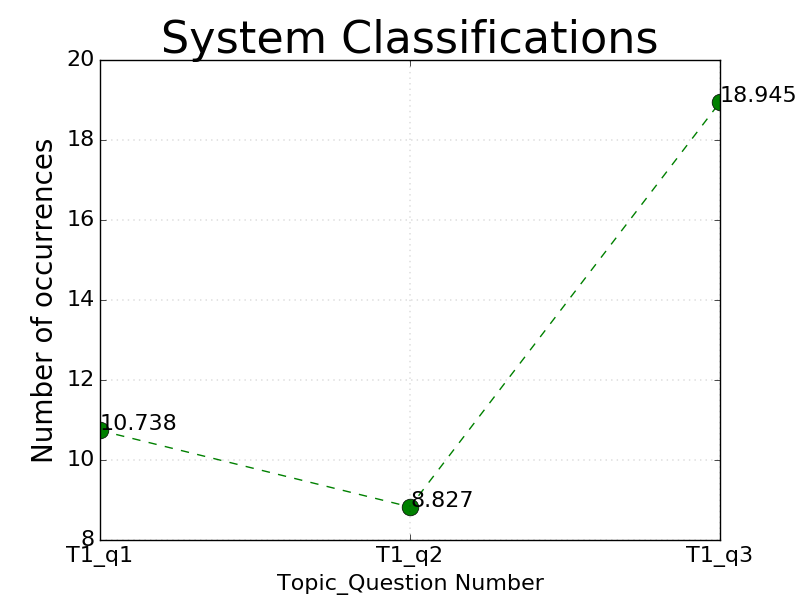 System Classifications
Number of occurrences
20
18
16
14
12
10
8
18.945
10.738
8.827
T1_q1
T1_q2
T1_q3
Topic_Question Number